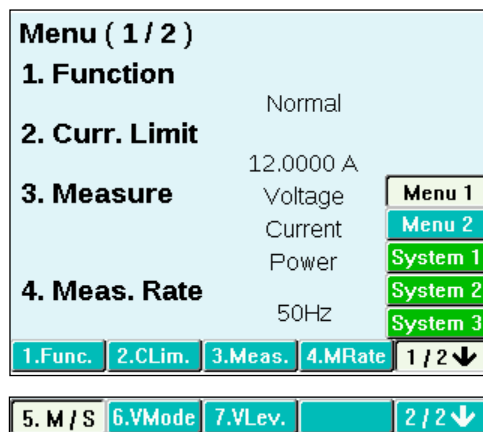 Menu ( 1 / 2 )
1. Function
Normal
2. Curr. Limit
12.0000 A
3. Measure
Voltage
Current
Power
4. Meas. Rate
50Hz
Menu 1
Menu 2
System 1
System 2
System 3
1.Func. 2.CLim. 3.Meas. 4.MRate 1 / 2 ↓
5. M / S 6.VMode 7.VLev. 2 / 2 ↓